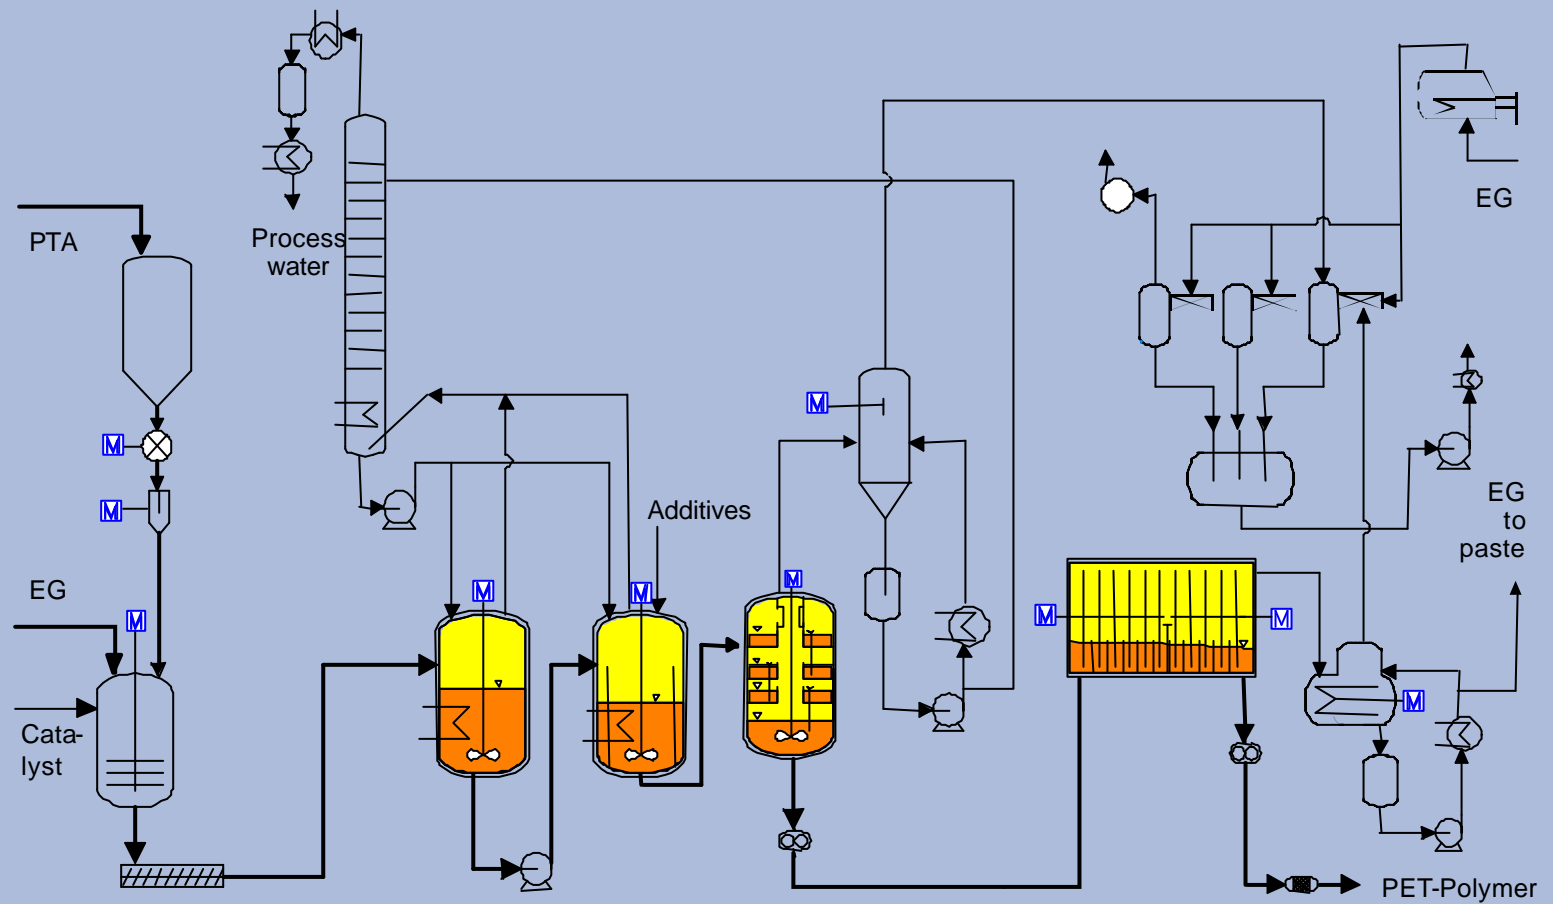 PTA
Process
water
EG
Additives
EG
to
paste
EG
Cata-
lyst
PET-Polymer
M
M
M
M
M
M
M
M
M
M